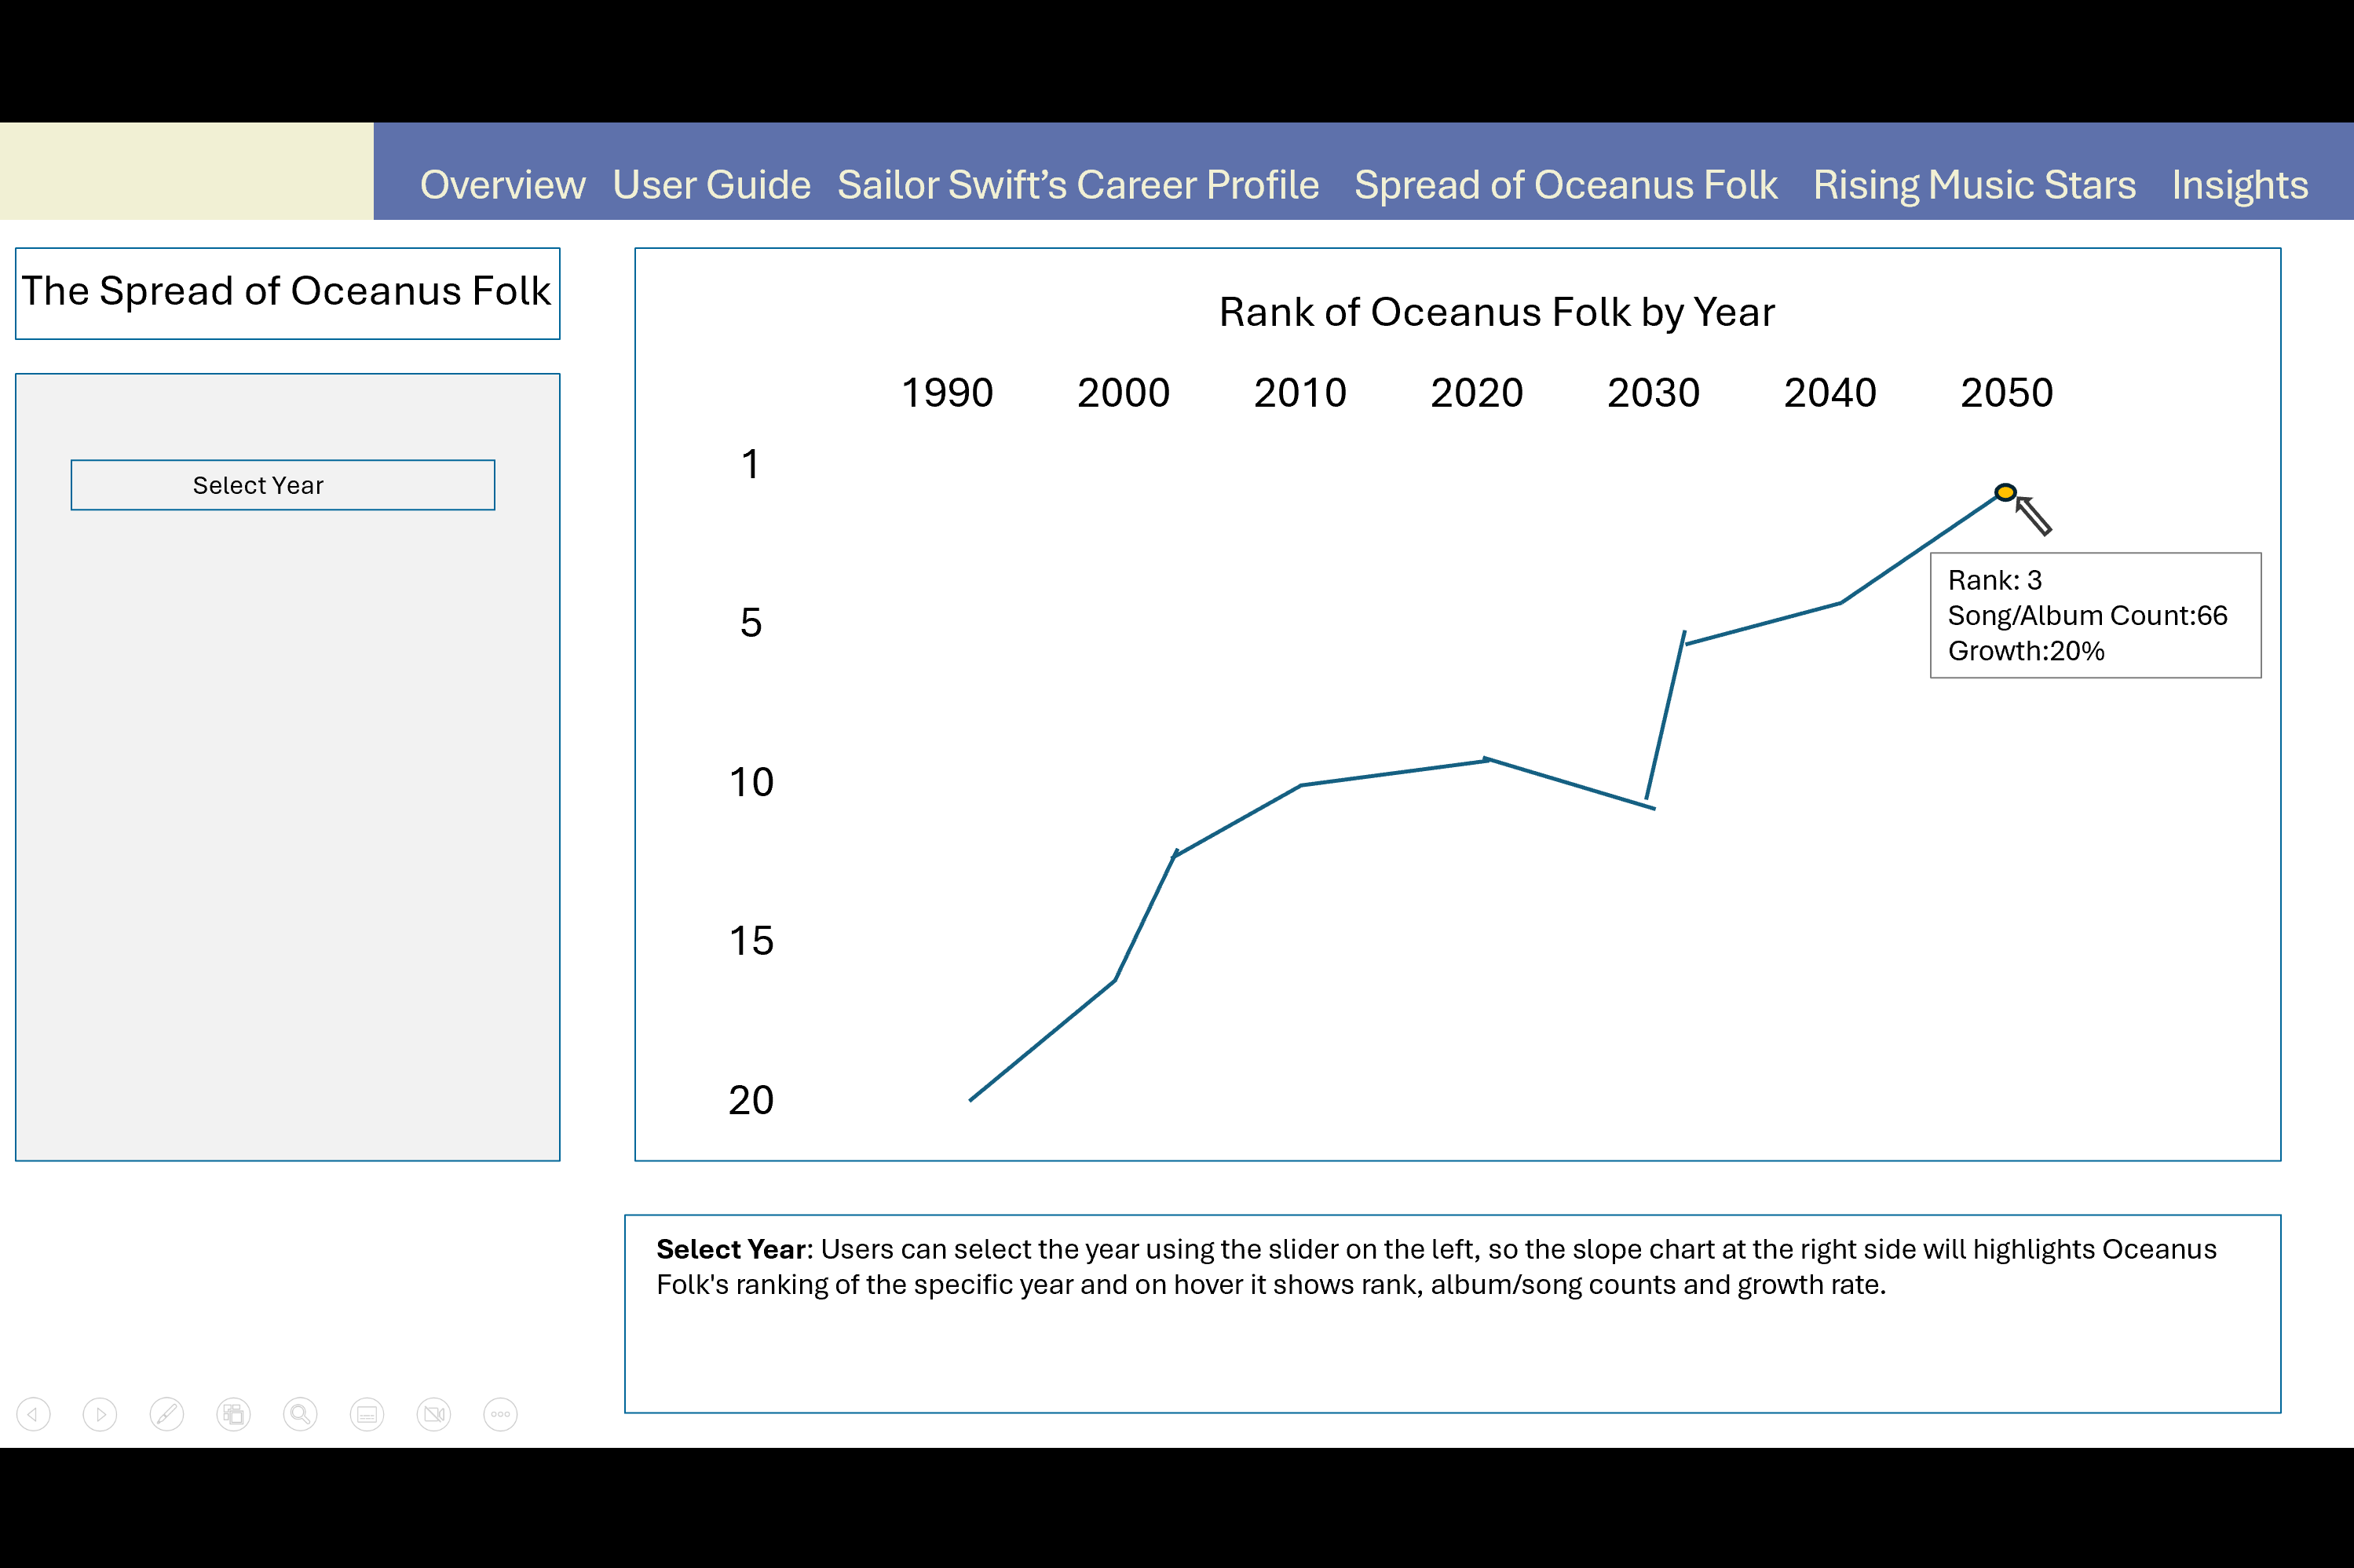 Overview User Guide Sailor Swift’s Career Profile Spread of Oceanus Folk Rising Music Stars Insights
The Spread of Oceanus Folk
Select Year
Rank of Oceanus Folk by Year
1990 2000 2010 2020 2030 2040 2050
1
5
10
15
20
Rank: 3
Song/Album Count:66
Growth:20%
Select Year: Users can select the year using the slider on the left, so the slope chart at the right side will highlights Oceanus
Folk's ranking of the specific year and on hover it shows rank, album/song counts and growth rate.